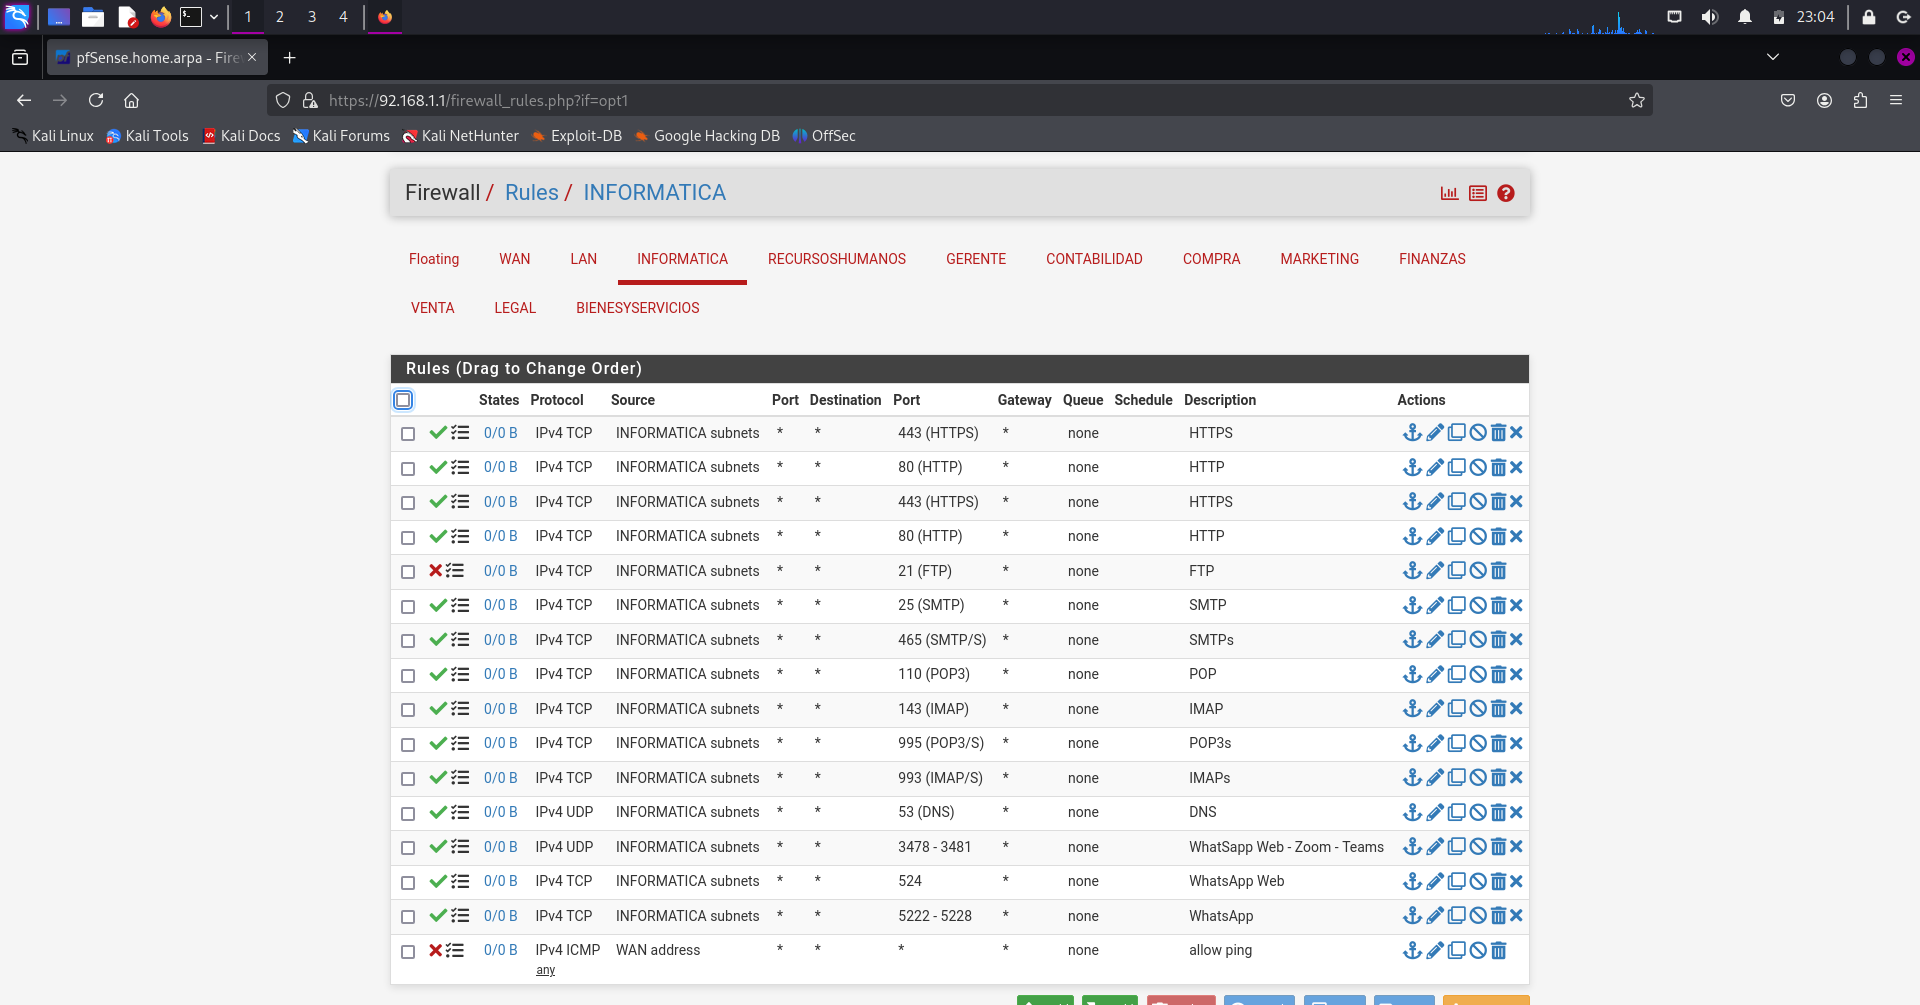 1 2 3 4 23:04
pfSense.home.arpa - Fire
https://92.168.1.1/firewall_rules.php?if=opt1
Kali Linux Kali Tools Kali Docs Kali Forums Kali NetHunter Exploit-DB Google Hacking DB OffSec
Firewall / Rules / INFORMATICA
Floating WAN LAN INFORMATICA RECURSOSHUMANOS GERENTE CONTABILIDAD COMPRA MARKETING FINANZAS
VENTA LEGAL BIENESYSERVICIOS
Rules (Drag to Change Order)
States Protocol Source Port Destination Port Gateway Queue Schedule Description Actions
0/0 B IPv4 TCP INFORMATICA subnets * * 443 (HTTPS) * none HTTPS
0/0 B IPv4 TCP INFORMATICA subnets * * 80 (HTTP) * none HTTP
0/0 B IPv4 TCP INFORMATICA subnets * * 443 (HTTPS) * none HTTPS
0/0 B IPv4 TCP INFORMATICA subnets * * 80 (HTTP) * none HTTP
0/0 B IPv4 TCP INFORMATICA subnets * * 21 (FTP) * none FTP
0/0 B IPv4 TCP INFORMATICA subnets * * 25 (SMTP) * none SMTP
0/0 B IPv4 TCP INFORMATICA subnets * * 465 (SMTP/S) * none SMTPs
0/0 B IPv4 TCP INFORMATICA subnets * * 110 (POP3) * none POP
0/0 B IPv4 TCP INFORMATICA subnets * * 143 (IMAP) * none IMAP
0/0 B IPv4 TCP INFORMATICA subnets * * 995 (POP3/S) * none POP3s
0/0 B IPv4 TCP INFORMATICA subnets * * 993 (IMAP/S) * none IMAPs
0/0 B IPv4 UDP INFORMATICA subnets * * 53 (DNS) * none DNS
0/0 B IPv4 UDP INFORMATICA subnets * * 3478 - 3481 * none WhatSapp Web - Zoom - Teams
0/0 B IPv4 TCP INFORMATICA subnets * * 524 * none WhatsApp Web
0/0 B IPv4 TCP INFORMATICA subnets * * 5222 - 5228 * none WhatsApp
0/0 B IPv4 ICMP WAN address * * * * none allow ping
any